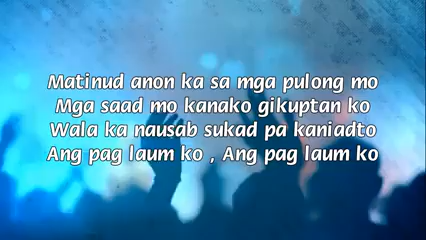 Matinud anon ka sa mga pulong mo
Mga saad mo kanako gikuptan ko
Wala ka nausab sukad pa kaniadto
Ang pag laum ko , Ang pag laum ko